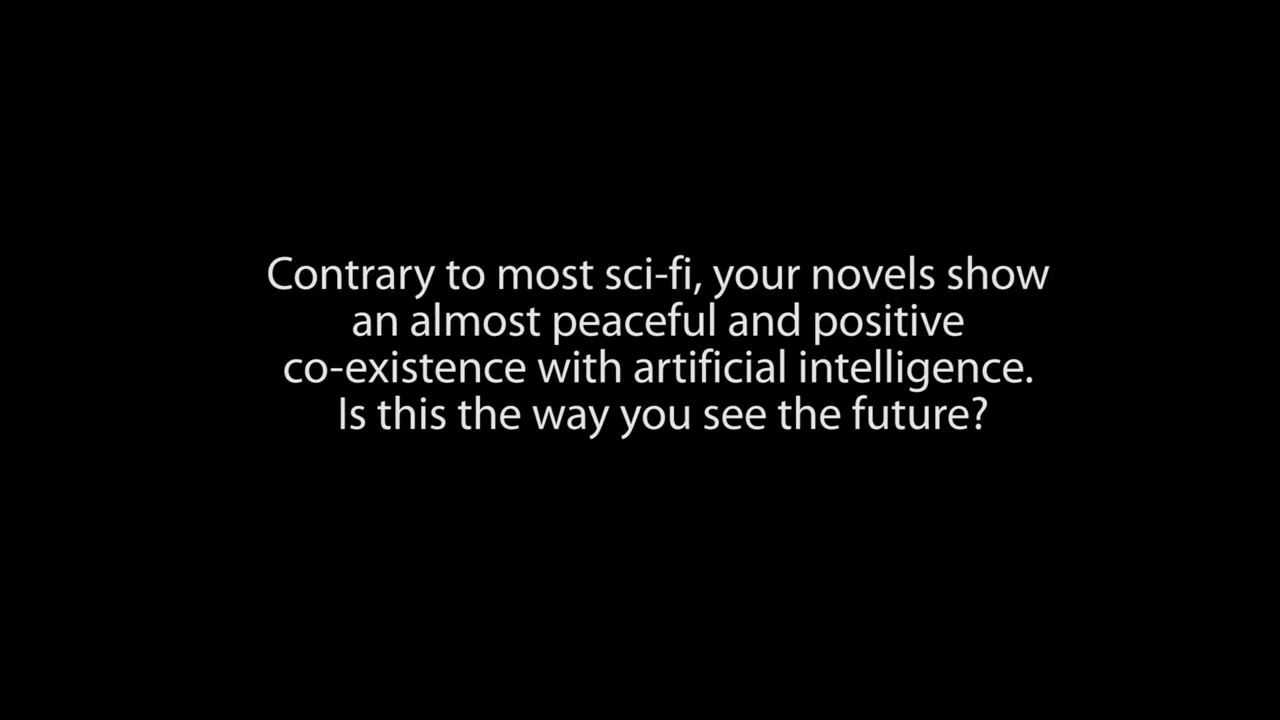 Contrary to most sci-fi, your novels show
an almost peaceful and positive
co-existence with artificial intelligence.
Is this the way you see the future?